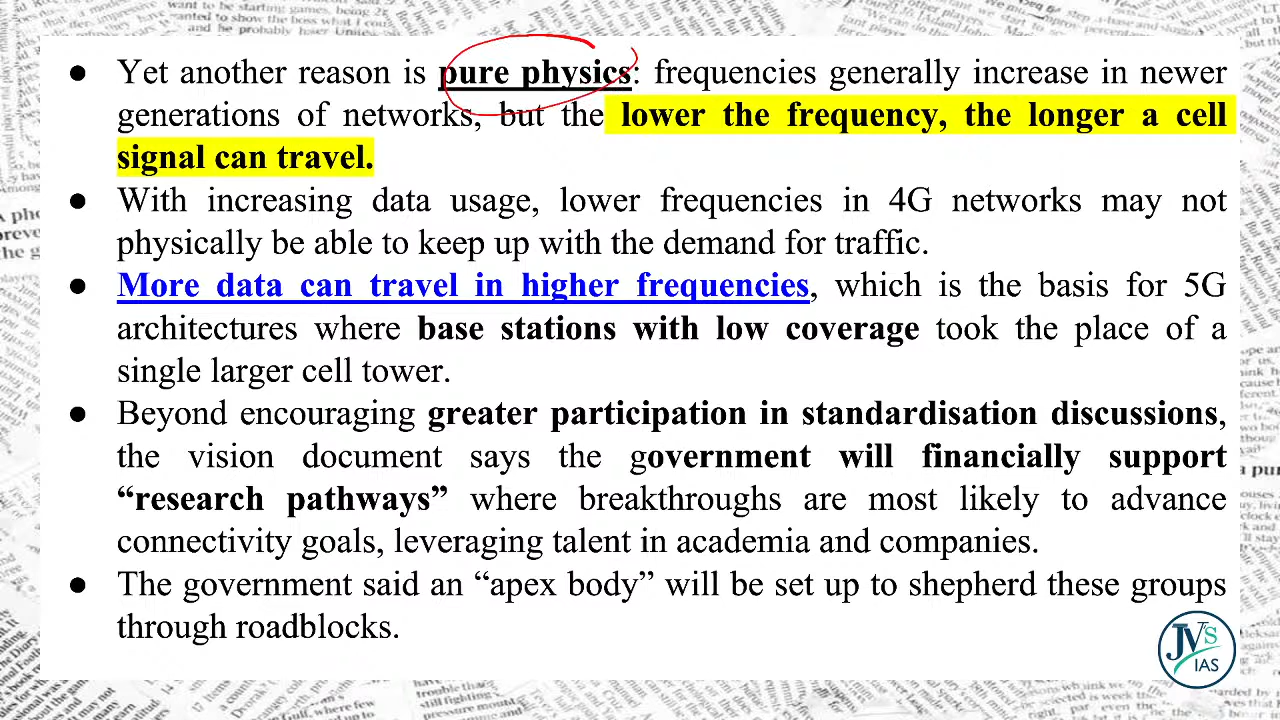 ● Yet another reason is pure physics: frequencies generally increase in newer
generations of networks, but the lower the frequency, the longer a cell
signal can travel.
● With increasing data usage, lower frequencies in 4G networks may not
physically be able to keep up with the demand for traffic.
● More data can travel in higher frequencies, which is the basis for 5G
architectures where base stations with low coverage took the place of a
single larger cell tower.
● Beyond encouraging greater participation in standardisation discussions,
the vision document says the government will financially support
“research pathways” where breakthroughs are most likely to advance
connectivity goals, leveraging talent in academia and companies.
● The government said an “apex body” will be set up to shepherd these groups
through roadblocks.
JV'S
IAS